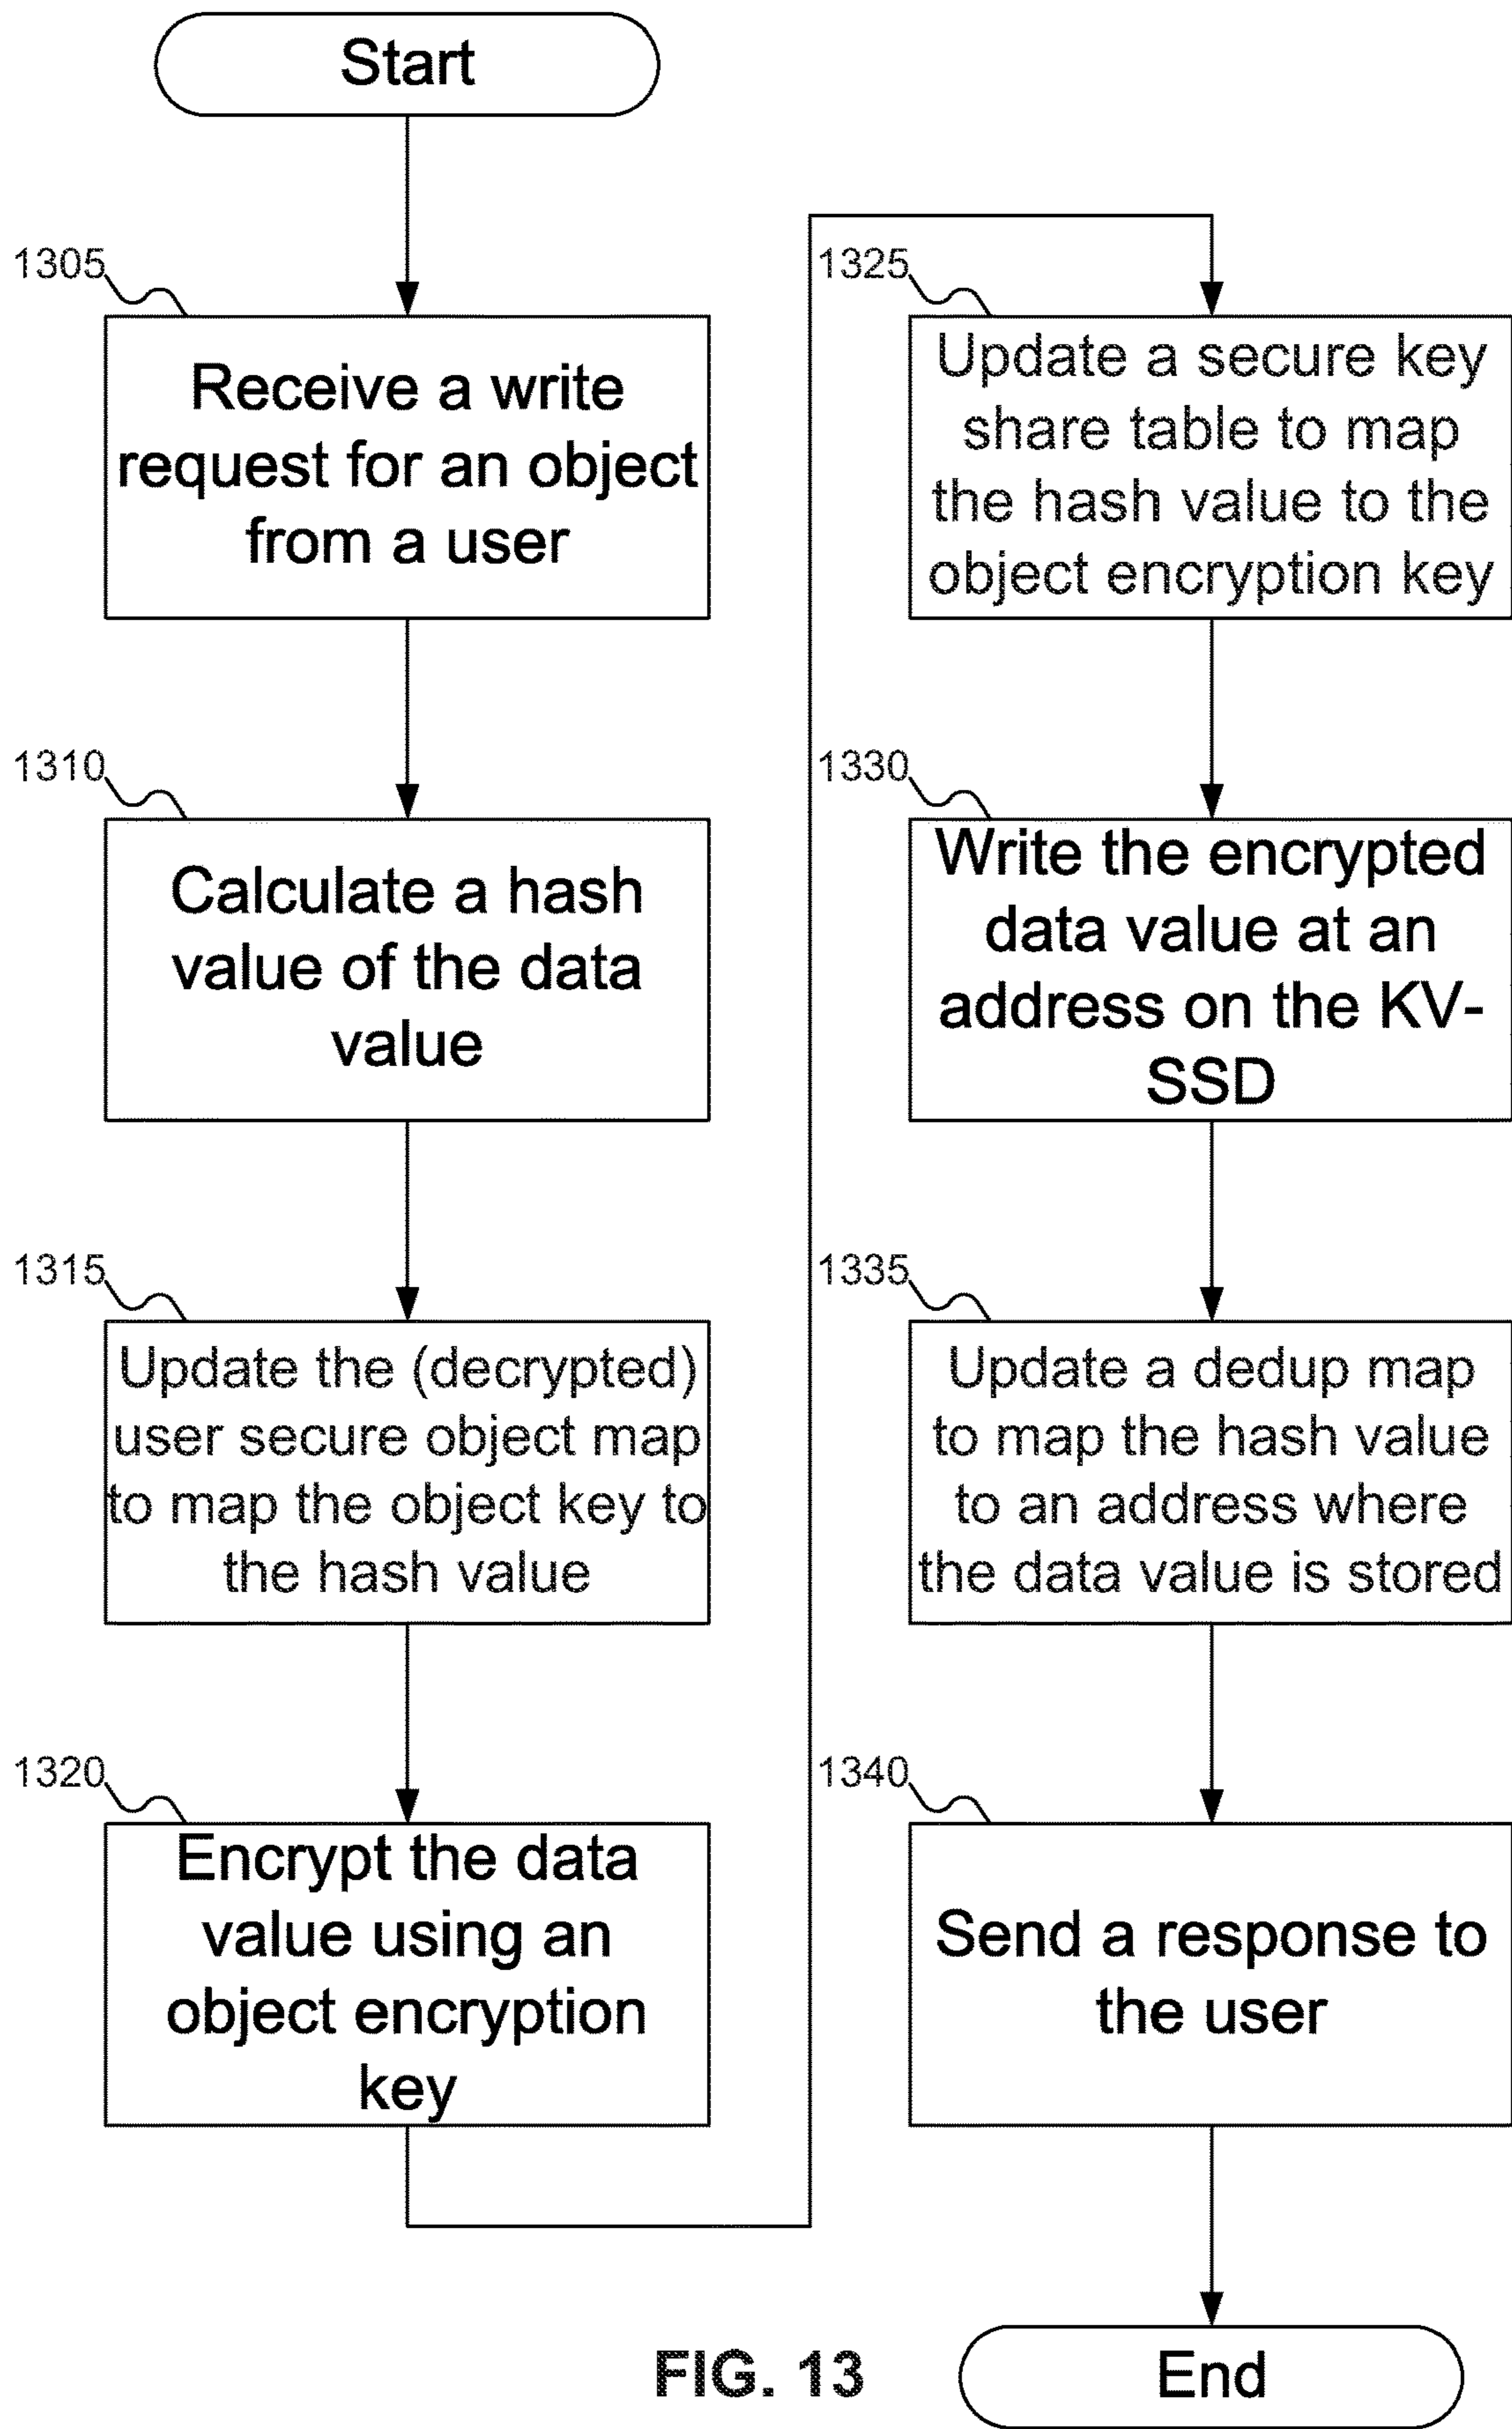 Start
1305
Receive a write
request for an object
from a user
1310
Calculate a hash
value of the data
value
1315
Update the (decrypted)
user secure object map
to map the object key to
the hash value
1320
Encrypt the data
value using an
object encryption
key
1325
Update a secure key
share table to map
the hash value to the
object encryption key
1330
Write the encrypted
data value at an
address on the KV-
SSD
1335
Update a dedup map
to map the hash value
to an address where
the data value is stored
1340
Send a response to
the user
End
FIG. 13